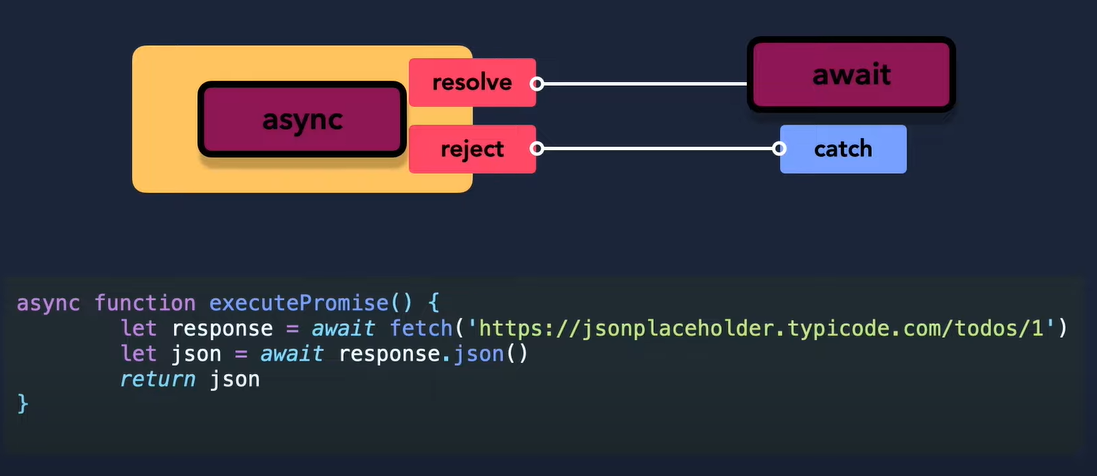 resolve
await
async
reject
catch
async function executePromise() {
        let response = await fetch('https://jsonplaceholder.typicode.com/todos/1')
        let json = await response.json()
        return json
}